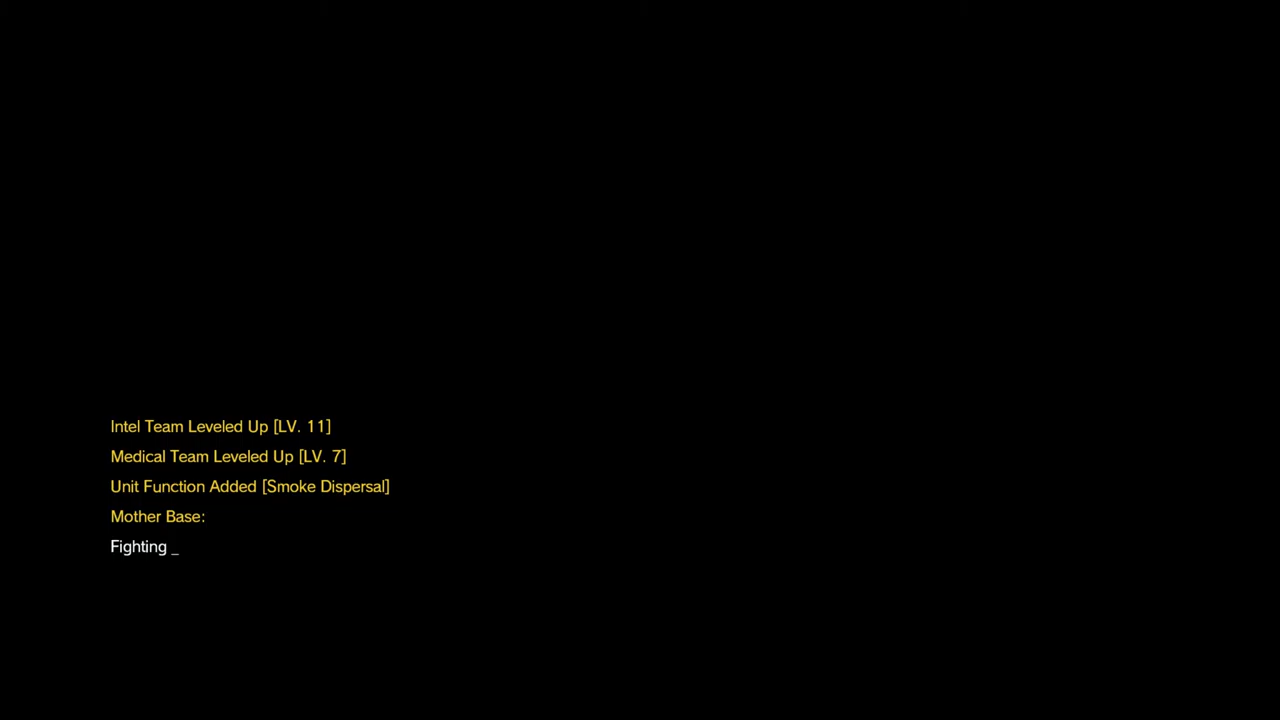 Intel Team Leveled Up [LV. 11]
Medical Team Leveled Up [LV. 7]
Unit Function Added [Smoke Dispersal]
Mother Base:
Fighting _